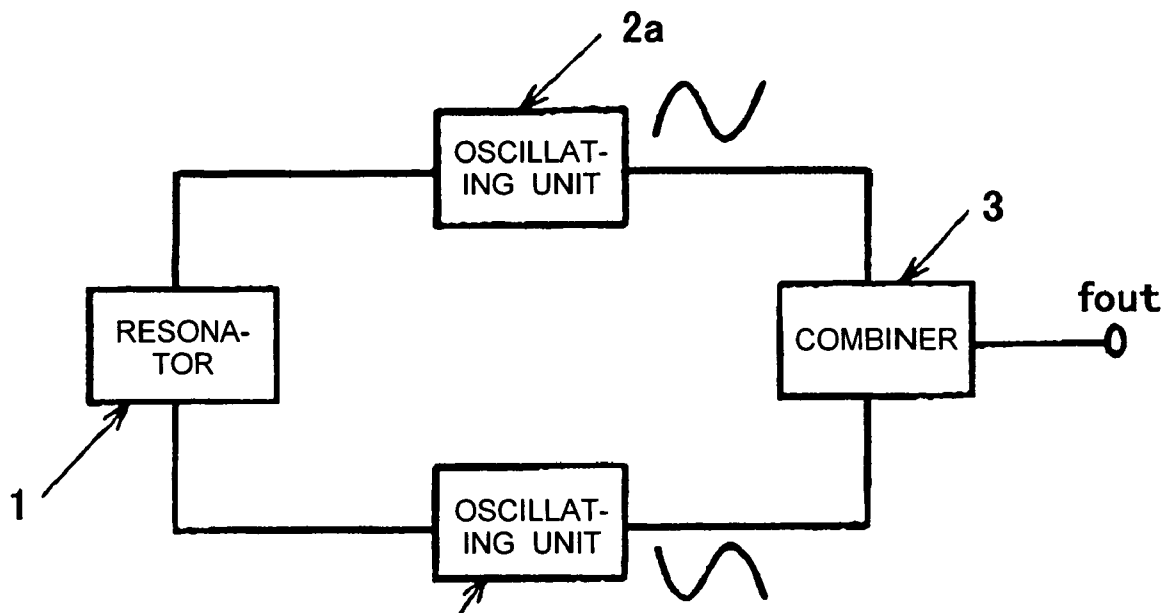 2a
OSCILLAT-
ING UNIT
3
fout
RESONA-
TOR
COMBINER
1
OSCILLAT-
ING UNIT